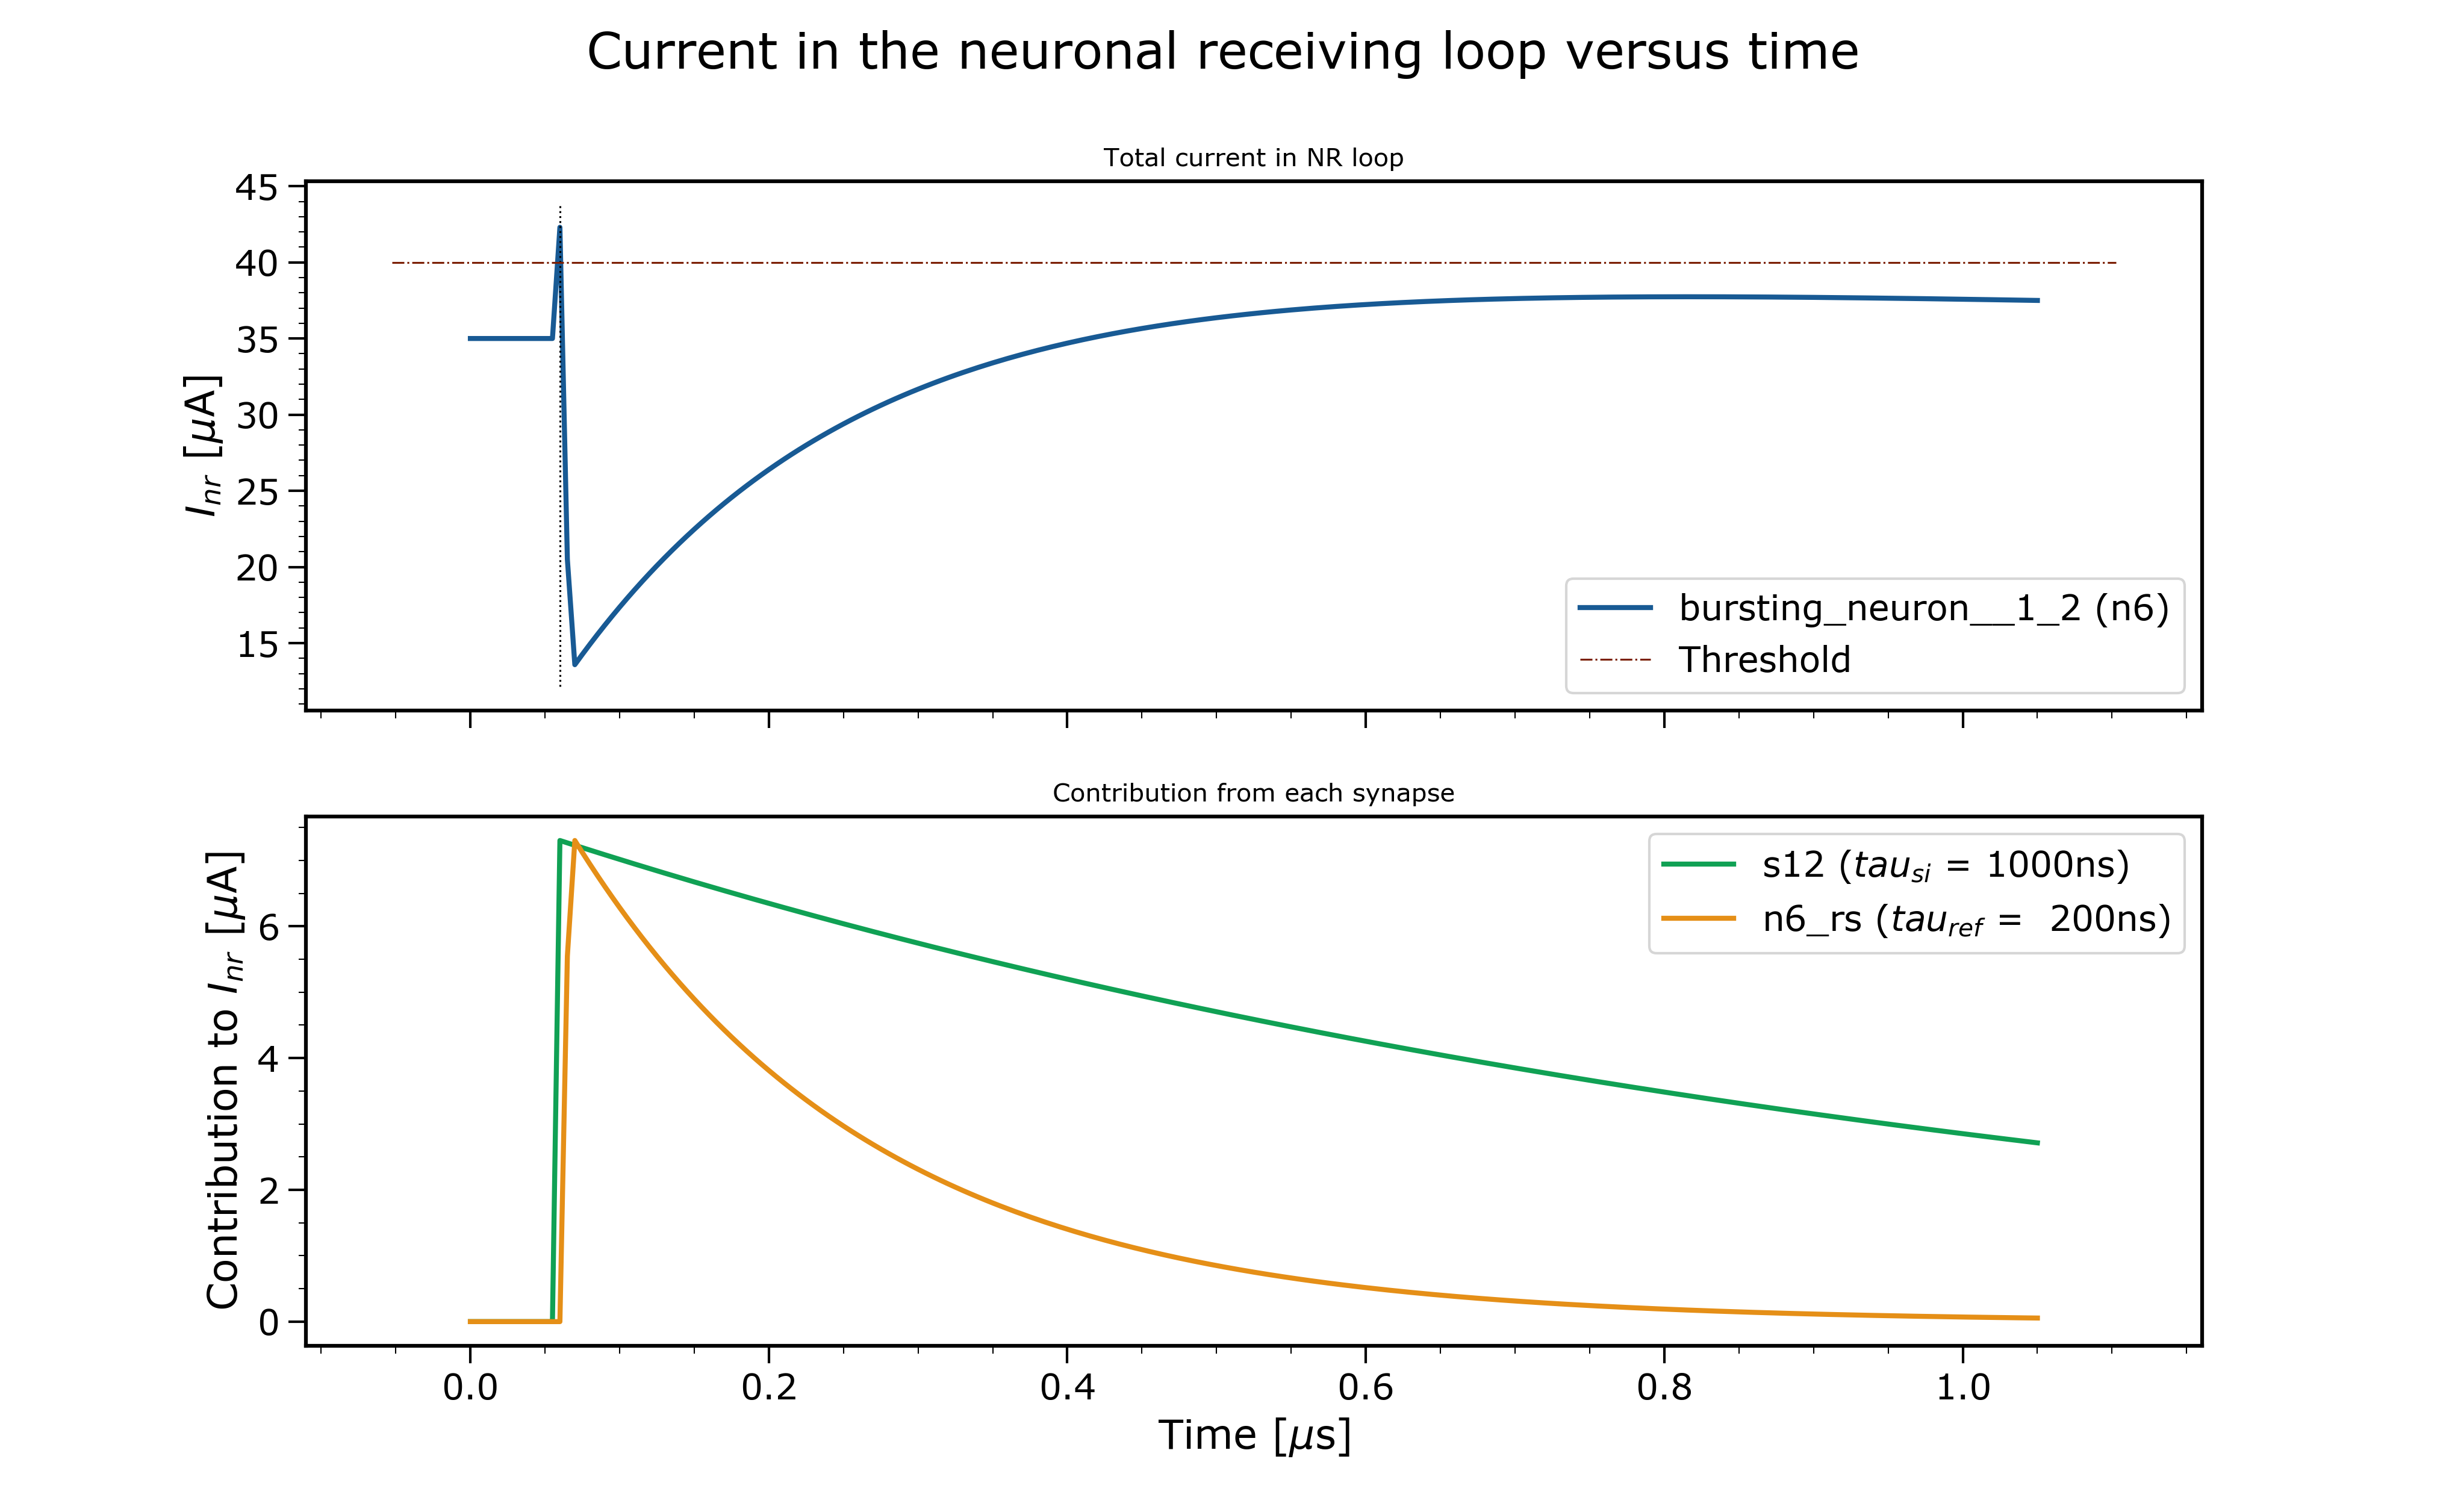 Current in the neuronal receiving loop versus time
Total current in NR loop
45
40
35
30
25
20
15
I_nr [μA]
bursting_neuron__1_2 (n6)
Threshold
Contribution from each synapse
6
4
2
0
Contribution to I_nr [μA]
s12 (tau_si = 1000ns)
n6_rs (tau_ref = 200ns)
0.0 0.2 0.4 0.6 0.8 1.0
Time [μs]